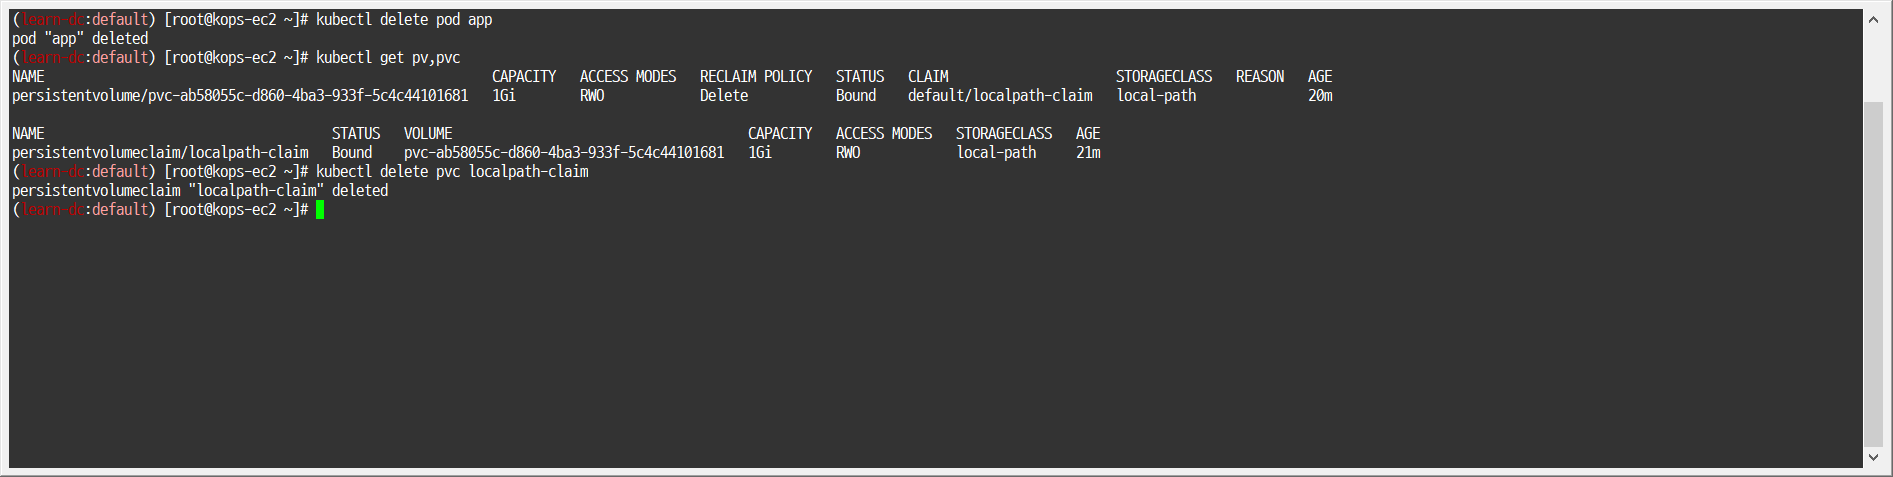 (learn-dc:default) [root@kops-ec2 ~]# kubectl delete pod app
pod "app" deleted
(learn-dc:default) [root@kops-ec2 ~]# kubectl get pv,pvc
NAME CAPACITY ACCESS MODES RECLAIM POLICY STATUS CLAIM STORAGECLASS REASON AGE
persistentvolume/pvc-ab58055c-d860-4ba3-933f-5c4c44101681 1Gi RWO Delete Bound default/localpath-claim local-path 20m
NAME STATUS VOLUME CAPACITY ACCESS MODES STORAGECLASS AGE
persistentvolumeclaim/localpath-claim Bound pvc-ab58055c-d860-4ba3-933f-5c4c44101681 1Gi RWO local-path 21m
(learn-dc:default) [root@kops-ec2 ~]# kubectl delete pvc localpath-claim
persistentvolumeclaim "localpath-claim" deleted
(learn-dc:default) [root@kops-ec2 ~]#